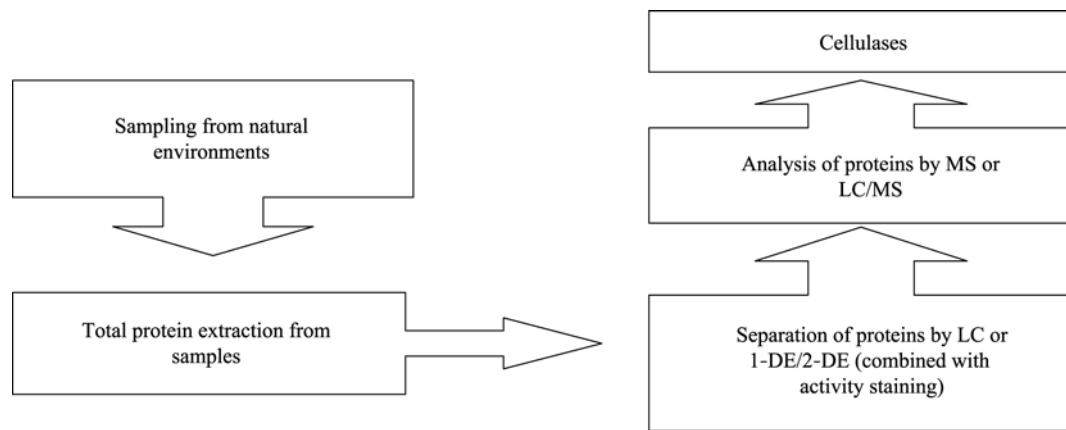 Sampling from natural
environments
Total protein extraction from
samples
Separation of proteins by LC or
1-DE/2-DE (combined with
activity staining)
Analysis of proteins by MS or
LC/MS
Cellulases